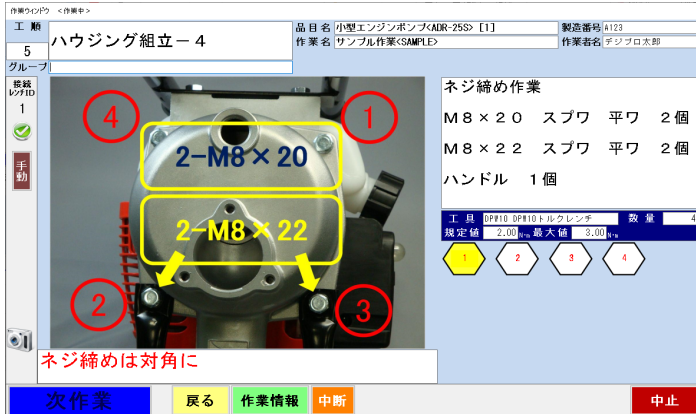 作業ウインドウ <作業中>
工 順
5
ハウジング組立－4
品目名 小型エンジンポンプ<ADR-25S> [1]
作業名 サンプル作業<SAMPLE>
製造番号 A123
作業者名 デジプロ太郎
グループ
接続
レンチID
1
手動
④ ①
2-M8×20
2-M8×22
② ③
ネジ締め作業
M8×20 スプワ 平ワ 2個
M8×22 スプワ 平ワ 2個
ハンドル 1個
工 具 DPW10 DPW10トルクレンチ 数 量 4
規定値 2.00 N･m 最大値 3.00 N･m
1 2 3 4
ネジ締めは対角に
次作業 戻る 作業情報 中断 中止